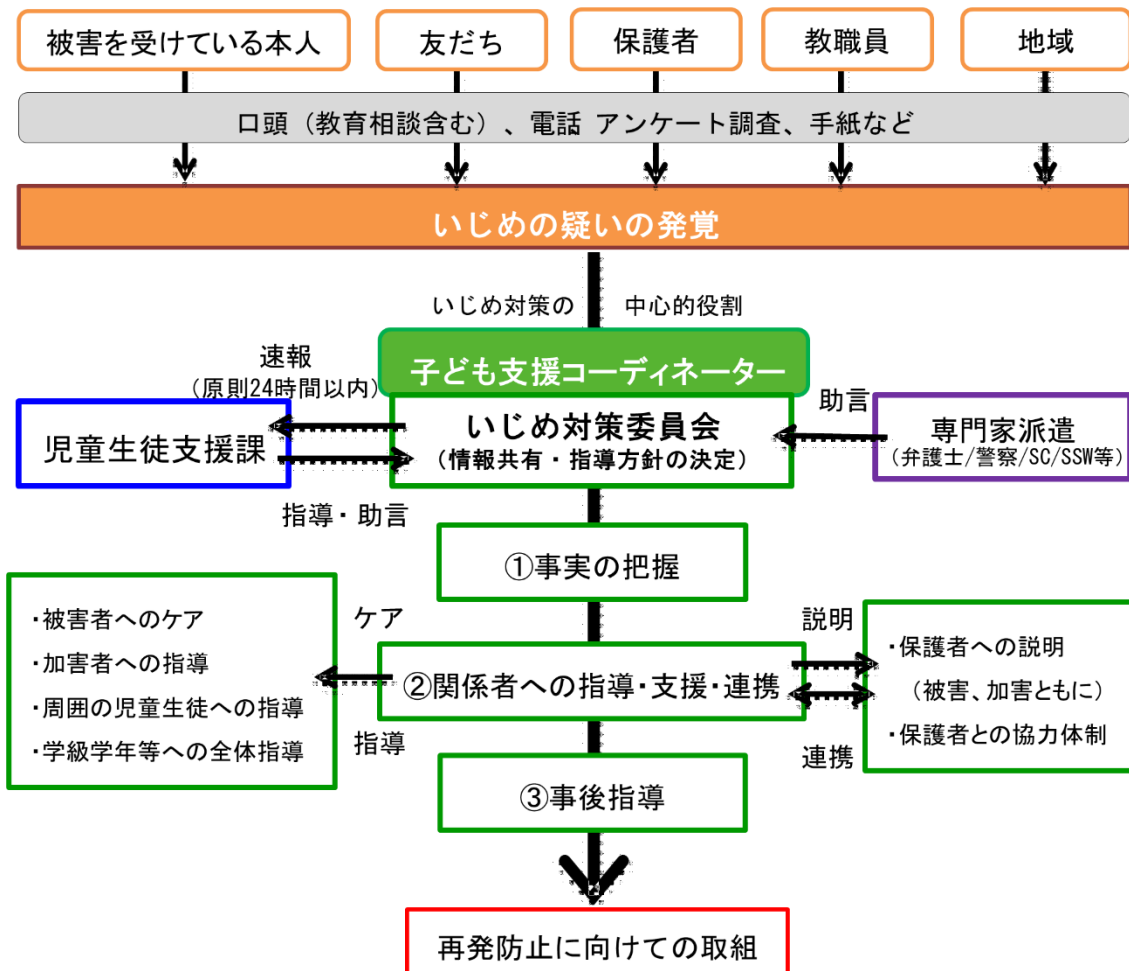 被害を受けている本人
友だち
保護者
教職員
地域
口頭（教育相談含む）、電話 アンケート調査、手紙など
いじめの疑いの発覚
いじめ対策の 中心的役割
子ども支援コーディネーター
速報
（原則24時間以内）
児童生徒支援課
指導・助言
いじめ対策委員会
（情報共有・指導方針の決定）
助言
専門家派遣
（弁護士/警察/SC/SSW等）
①事実の把握
・被害者へのケア
・加害者への指導
・周囲の児童生徒への指導
・学級学年等への全体指導
ケア
指導
②関係者への指導・支援・連携
説明
連携
・保護者への説明
（被害、加害ともに）
・保護者との協力体制
③事後指導
再発防止に向けての取組